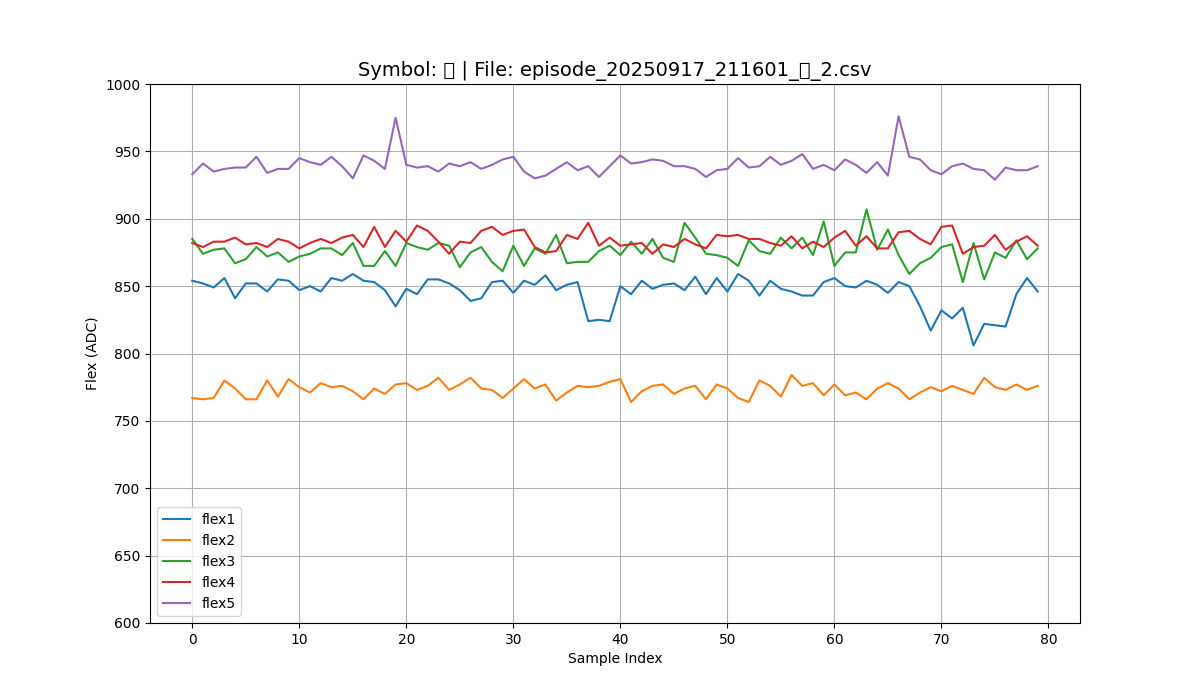 Symbol: | File: episode_20250917_211601_ _2.csv
1000
950
900
850
800
750
700
650
600
Flex (ADC)
flex1
flex2
flex3
flex4
flex5
0 10 20 30 40 50 60 70 80
Sample Index